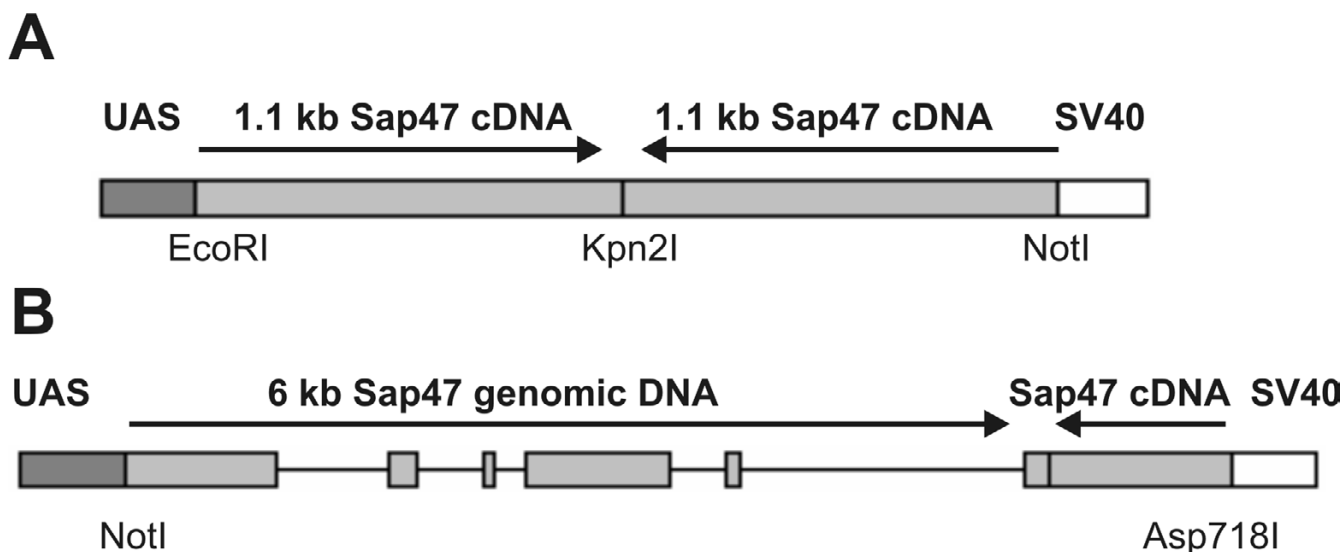 A
UAS 1.1 kb Sap47 cDNA 1.1 kb Sap47 cDNA SV40
EcoRI Kpn2I NotI
B
UAS 6 kb Sap47 genomic DNA Sap47 cDNA SV40
NotI Asp718I